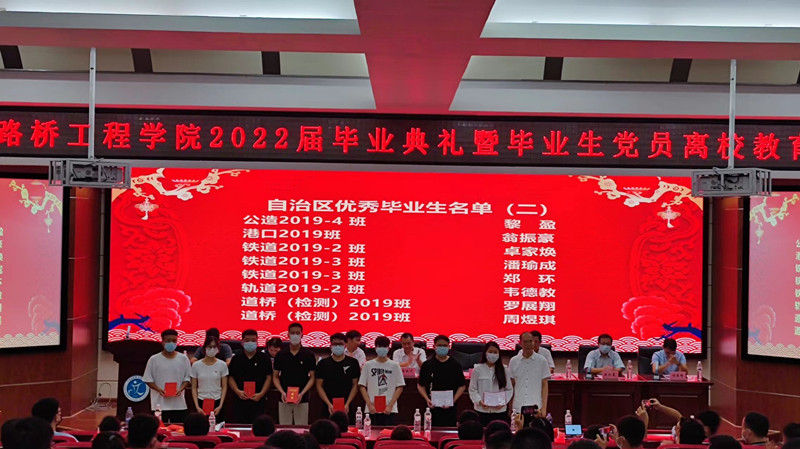 路桥工程学院2022届毕业典礼暨毕业生党员离校教育
自治区优秀毕业生名单（二）
公造2019-4 班 黎 盈
港口2019班 翁振豪
铁道2019-2 班 卓家焕
铁道2019-3 班 潘瑜成
铁道2019-3 班 郑 环
轨道2019-2 班 韦德教
道桥（检测）2019班 罗展翔
道桥（检测）2019班 周煜琪